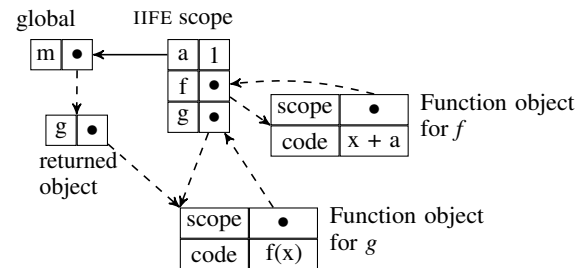 global
IIFE scope
m
a 1
f
g
g
returned
object
scope
code x + a
Function object
for f
scope
code f(x)
Function object
for g